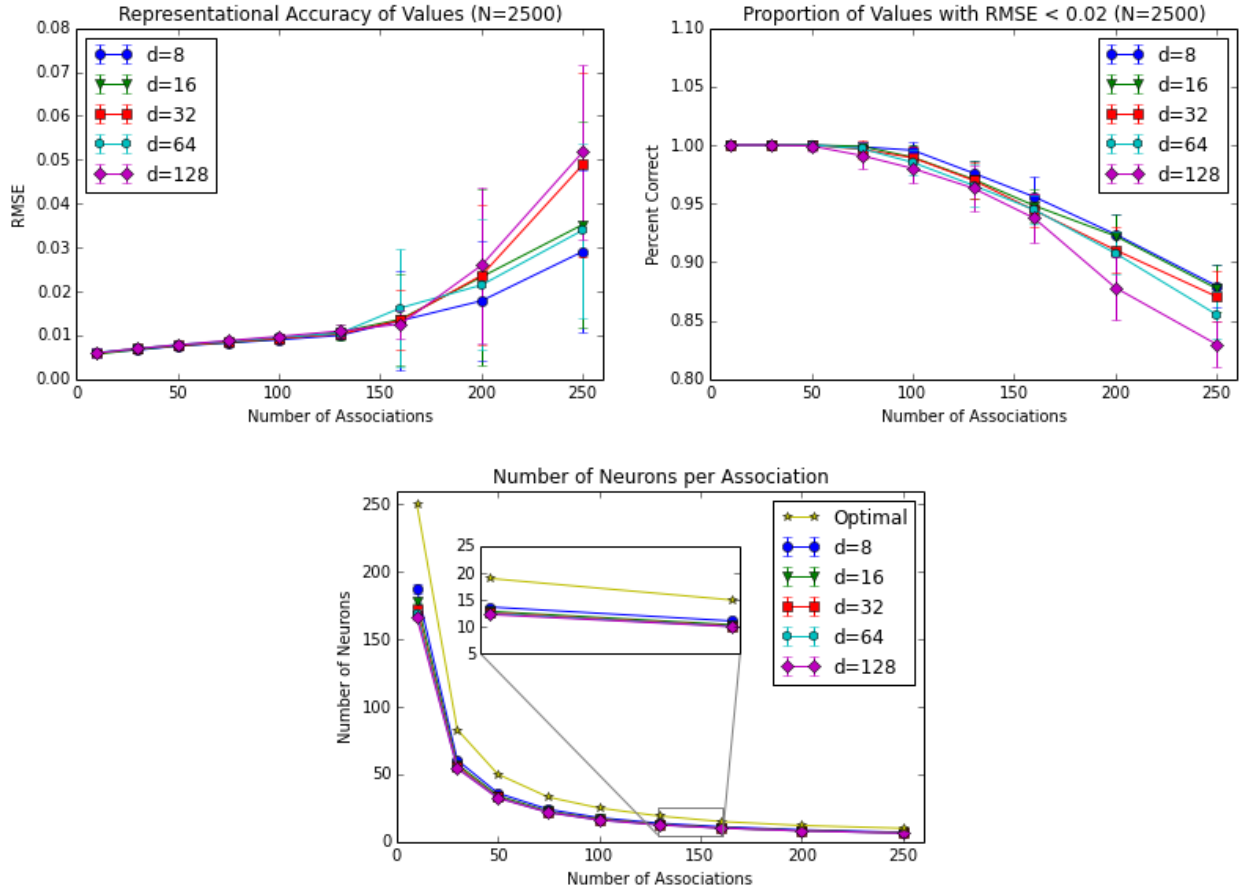 Representational Accuracy of Values (N=2500)
0.08
0.07
0.06
0.05
0.04
0.03
0.02
0.01
0.00
RMSE
d=8
d=16
d=32
d=64
d=128
0 50 100 150 200 250
Number of Associations
Proportion of Values with RMSE < 0.02 (N=2500)
1.10
1.05
1.00
0.95
0.90
0.85
0.80
Percent Correct
d=8
d=16
d=32
d=64
d=128
0 50 100 150 200 250
Number of Associations
Number of Neurons per Association
250
200
150
100
50
0
Number of Neurons
25
20
15
10
5
Optimal
d=8
d=16
d=32
d=64
d=128
0 50 100 150 200 250
Number of Associations